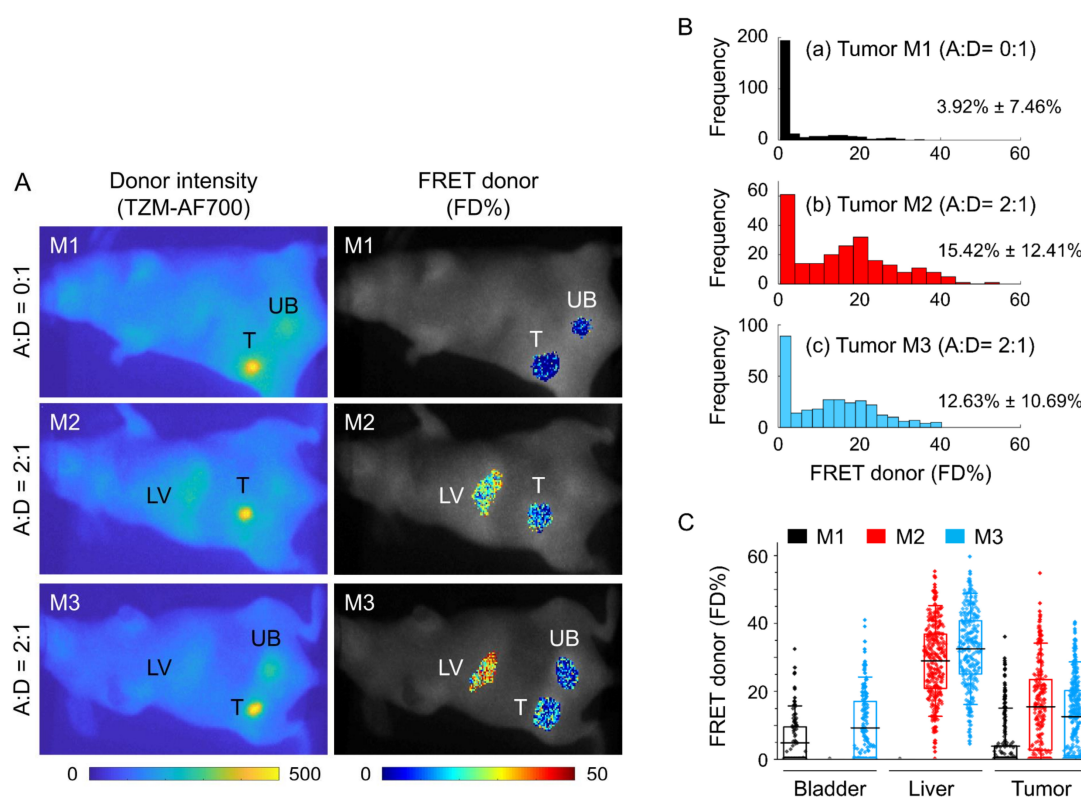 A
Donor intensity
(TZM-AF700)
FRET donor
(FD%)
A:D = 0:1
M1
UB
T
M1
UB
T
A:D = 2:1
M2
LV
T
M2
LV
T
A:D = 2:1
M3
UB
LV
T
M3
UB
LV
T
0 500
0 50
B
Frequency
200
100
0
(a) Tumor M1 (A:D= 0:1)
3.92% ± 7.46%
0 20 40 60
Frequency
60
40
20
0
(b) Tumor M2 (A:D= 2:1)
15.42% ± 12.41%
0 20 40 60
Frequency
100
50
0
(c) Tumor M3 (A:D= 2:1)
12.63% ± 10.69%
0 20 40 60
FRET donor (FD%)
C
M1 M2 M3
FRET donor (FD%)
60
40
20
0
Bladder Liver Tumor